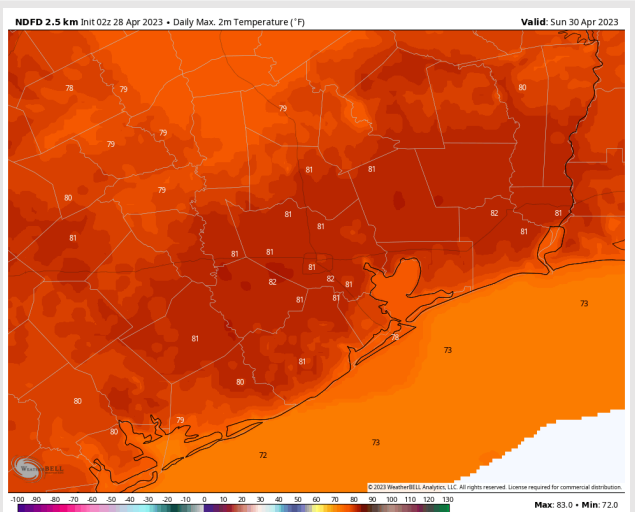 NDFD 2.5 km Init 02z 28 Apr 2023 • Daily Max. 2m Temperature (°F) Valid: Sun 30 Apr 2023
78 79 80
79
79 79
81 81
80 79
81 82 81
81 81 81
81 81
81 82 81
82 81 81 73
81 78 73
81
80
80 79
80 73
72
WEATHERBELL
© 2023 WeatherBELL Analytics, LLC. All rights reserved. License required for commercial distribution.
-100 -90 -80 -70 -60 -50 -40 -30 -20 -10 0 10 20 30 40 50 60 70 80 90 100 110 120 130
Max: 83.0 • Min: 72.0